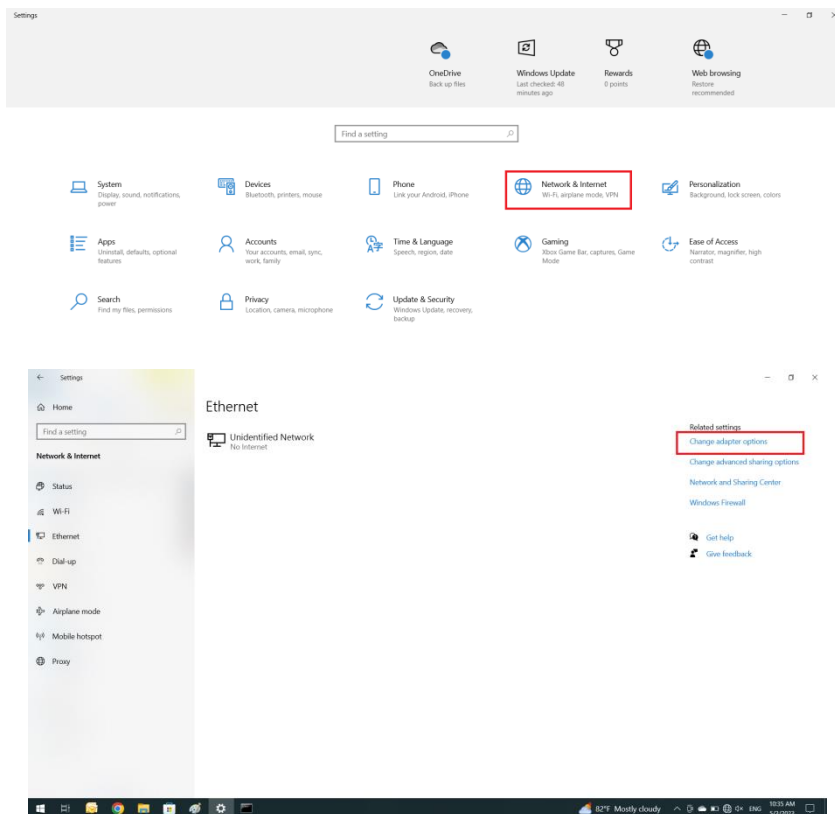 Settings
OneDrive
Back up files
Windows Update
Last checked: 48
minutes ago
Rewards
0 points
Web browsing
Restore
recommended
Find a setting
System
Display, sound, notifications,
power
Devices
Bluetooth, printers, mouse
Phone
Link your Android, iPhone
Network & Internet
Wi-Fi, airplane mode, VPN
Personalization
Background, lock screen, colors
Apps
Uninstall, defaults, optional
features
Accounts
Your accounts, email, sync,
work, family
Time & Language
Speech, region, date
Gaming
Xbox Game Bar, captures, Game
Mode
Ease of Access
Narrator, magnifier, high
contrast
Search
Find my files, permissions
Privacy
Location, camera, microphone
Update & Security
Windows Update, recovery,
backup
Settings
Home
Find a setting
Network & Internet
Status
Wi-Fi
Ethernet
Dial-up
VPN
Airplane mode
Mobile hotspot
Proxy
Ethernet
Unidentified Network
No Internet
Related settings
Change adapter options
Change advanced sharing options
Network and Sharing Center
Windows Firewall
Get help
Give feedback
82°F Mostly cloudy
ENG
10:35 AM